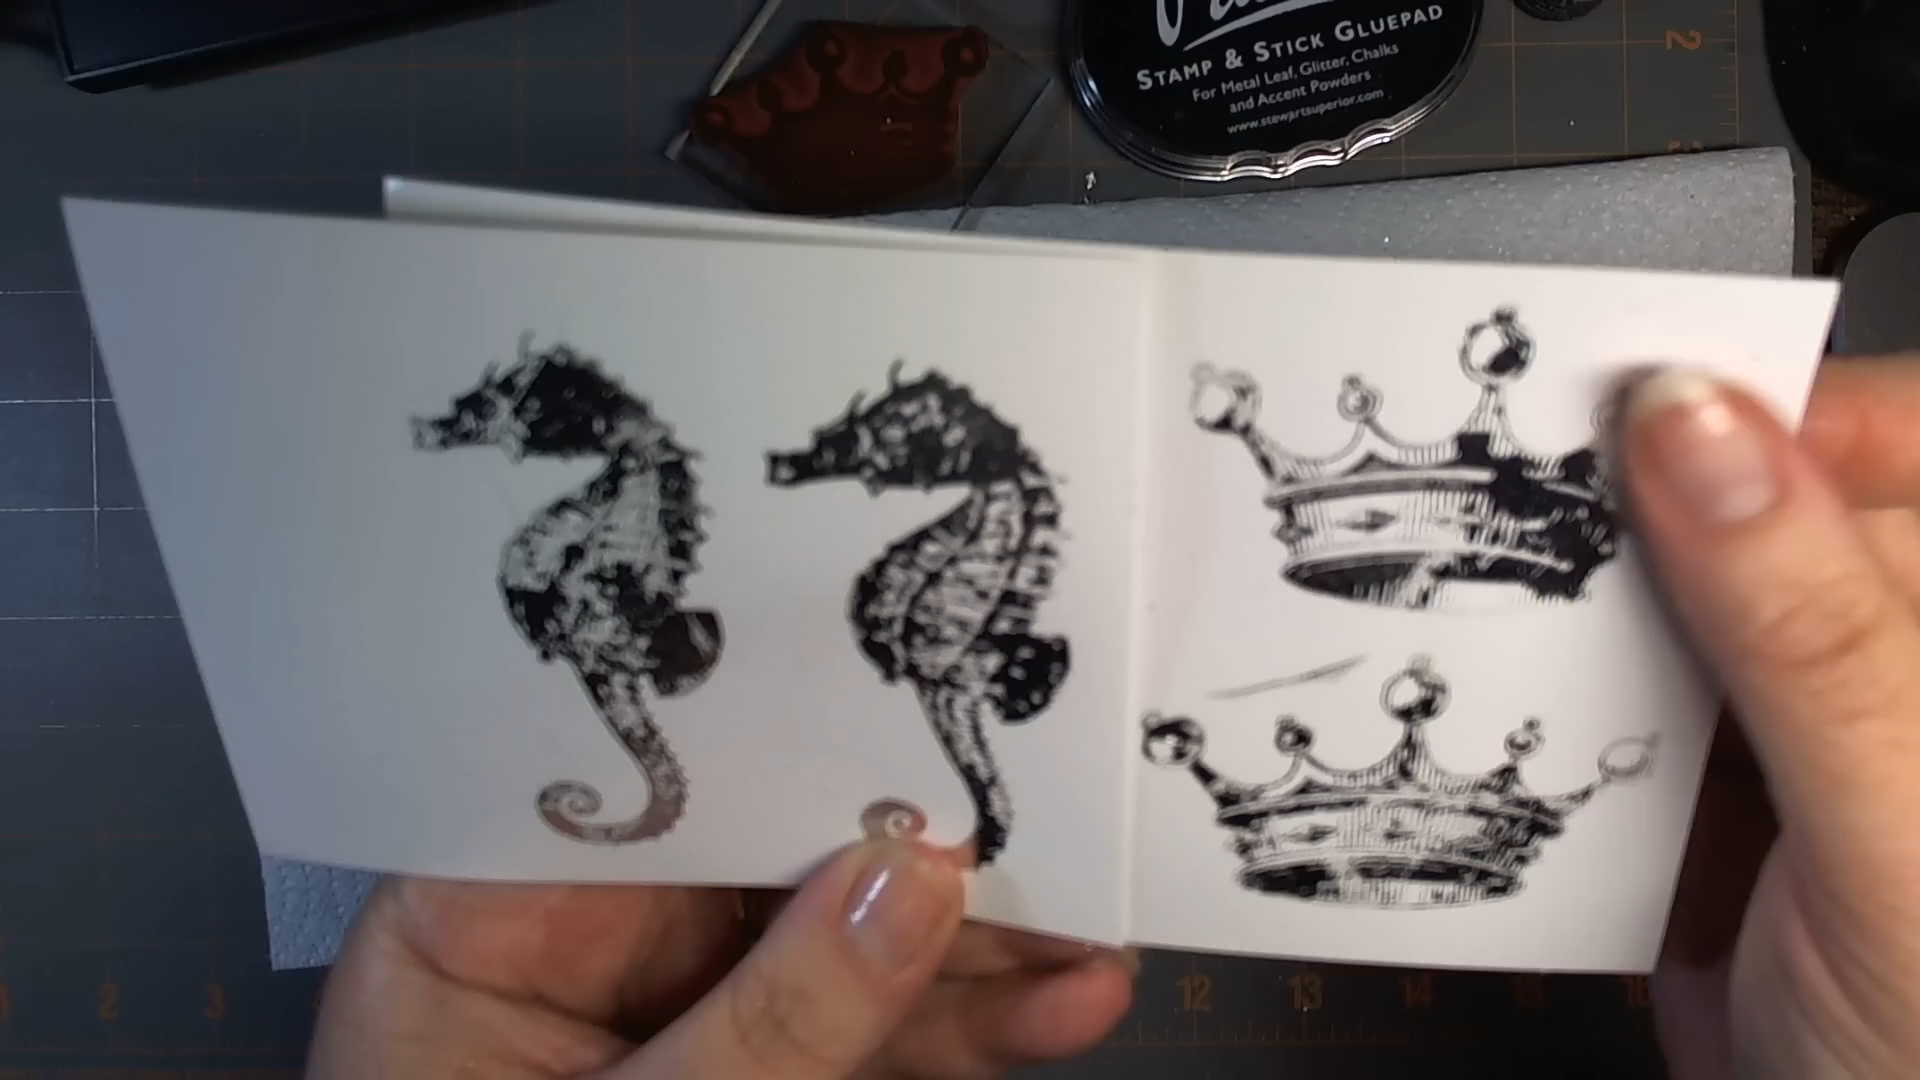 STAMP & STICK GLUEPAD
For Metal Leaf, Glitter, Chalks
and Accent Powders
www.stewartsuperior.com
2
2
3
12
13
14